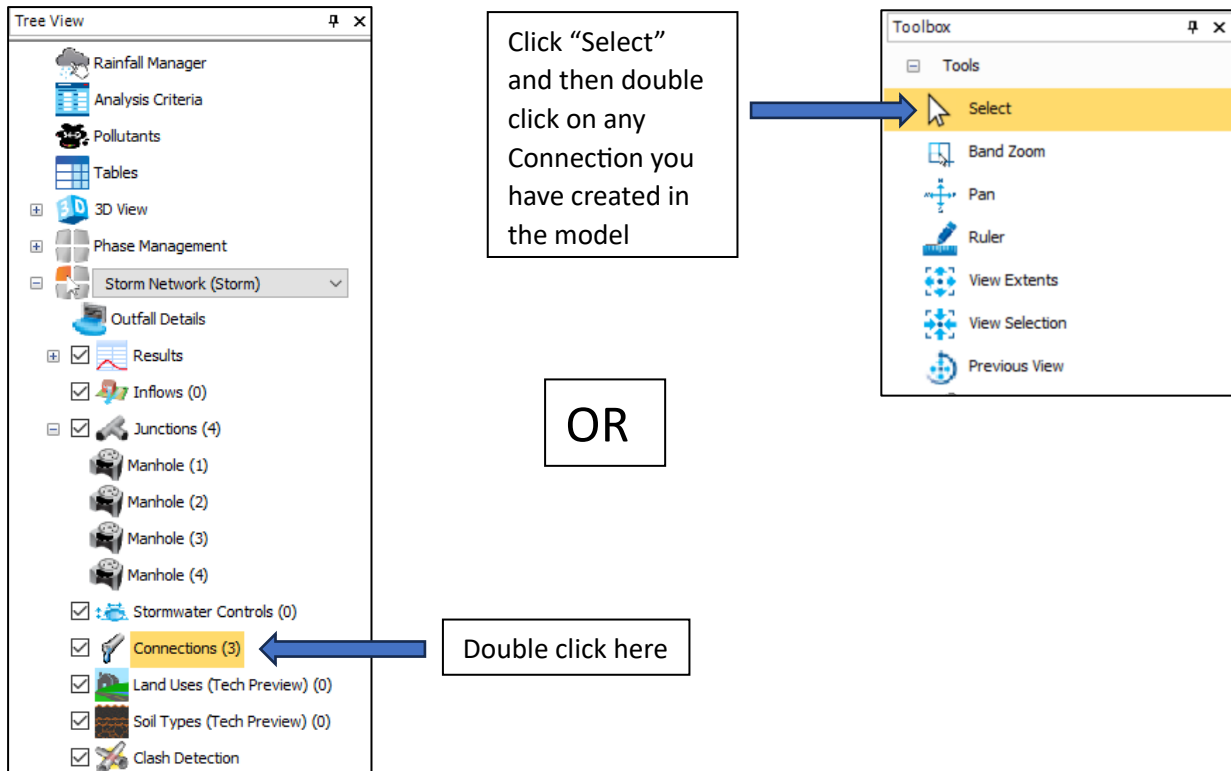 Tree View
Rainfall Manager
Analysis Criteria
Pollutants
Tables
3D View
Phase Management
Storm Network (Storm)
Outfall Details
Results
Inflows (0)
Junctions (4)
Manhole (1)
Manhole (2)
Manhole (3)
Manhole (4)
Stormwater Controls (0)
Connections (3)
Land Uses (Tech Preview) (0)
Soil Types (Tech Preview) (0)
Clash Detection
Click “Select”
and then double
click on any
Connection you
have created in
the model
OR
Double click here
Toolbox
Tools
Select
Band Zoom
Pan
Ruler
View Extents
View Selection
Previous View